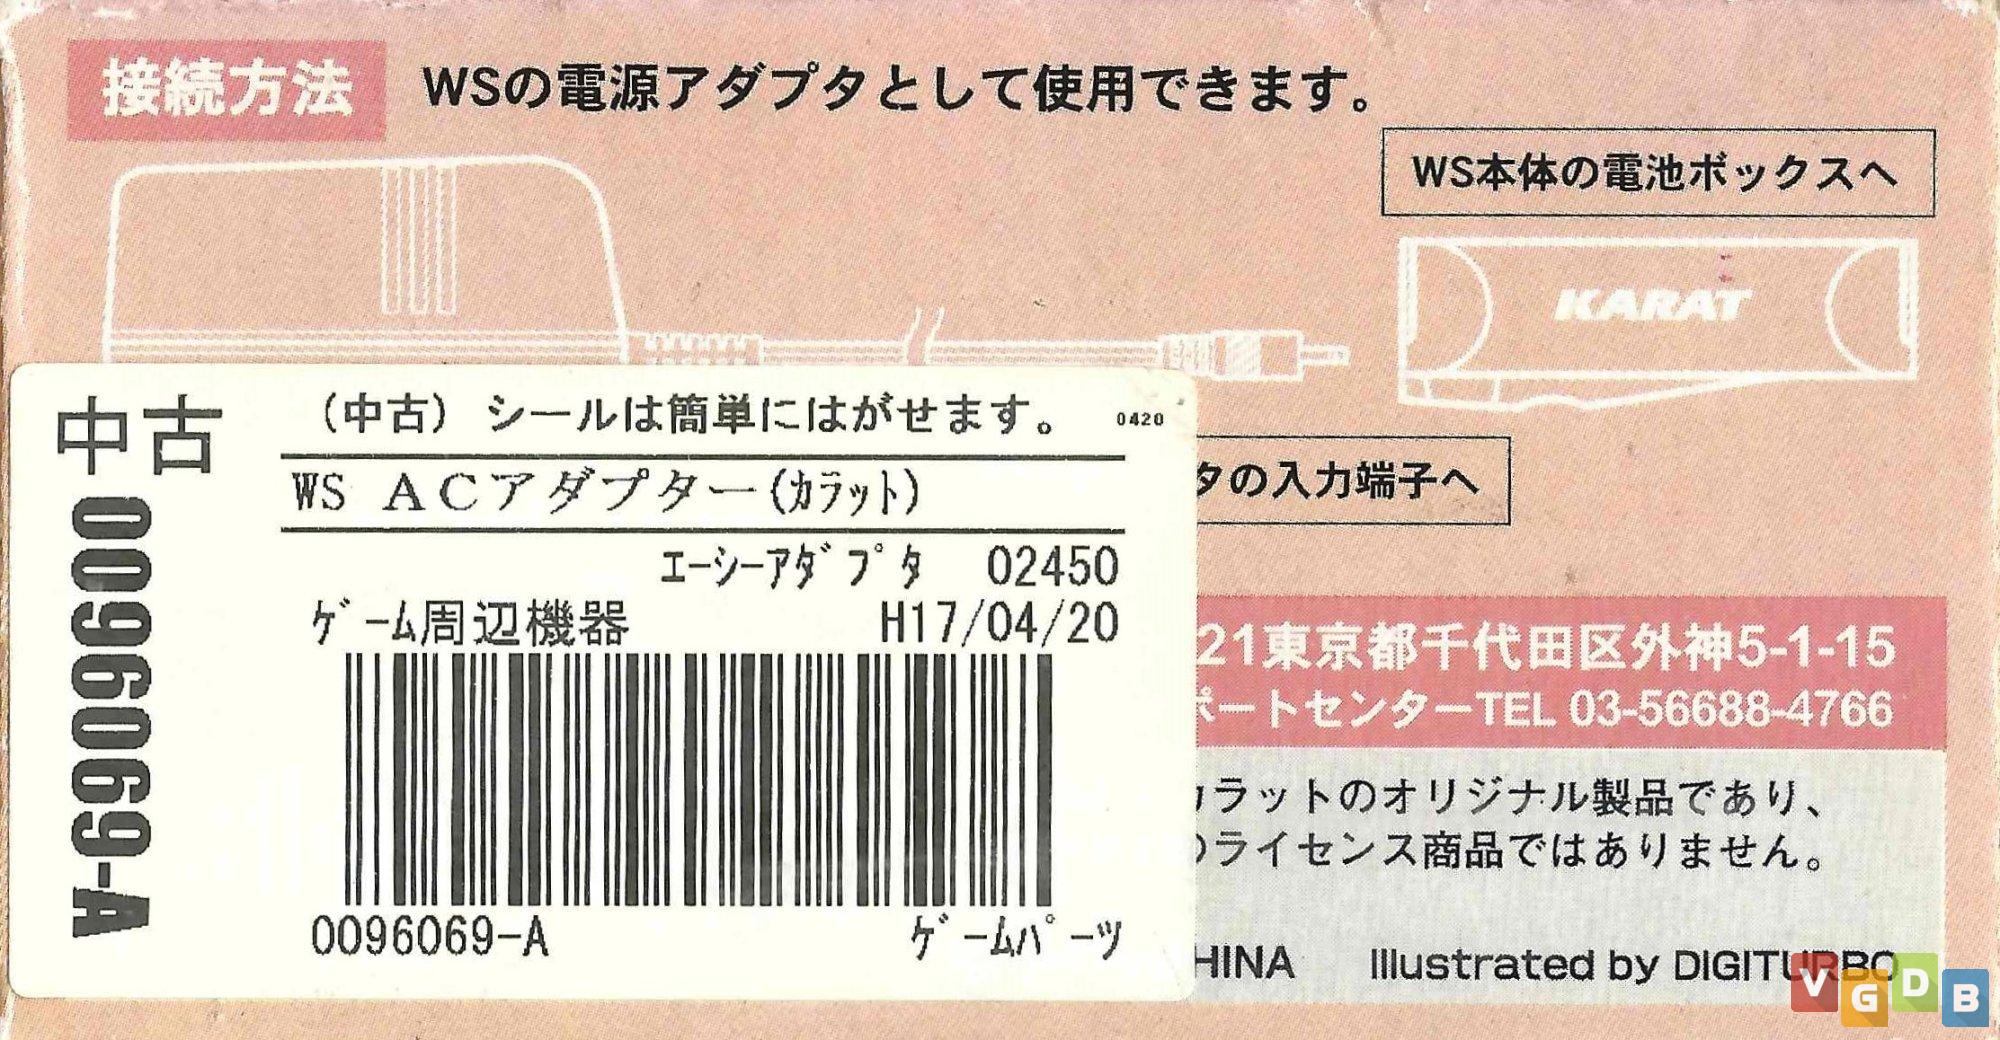 接続方法 WSの電源アダプタとして使用できます。
WS本体の電池ボックスへ
KARAT
タの入力端子へ
中古 0096069-A
(中古) シールは簡単にはがせます。 0420
WS ACアダプター(カラット)
エーシーアダプタ 02450
ゲーム周辺機器 H17/04/20
0096069-A ゲームパーツ
21東京都千代田区外神5-1-15
ポートセンターTEL 03-56688-4766
カラットのオリジナル製品であり、
のライセンス商品ではありません。
HINA Illustrated by DIGITURBO
VGDB